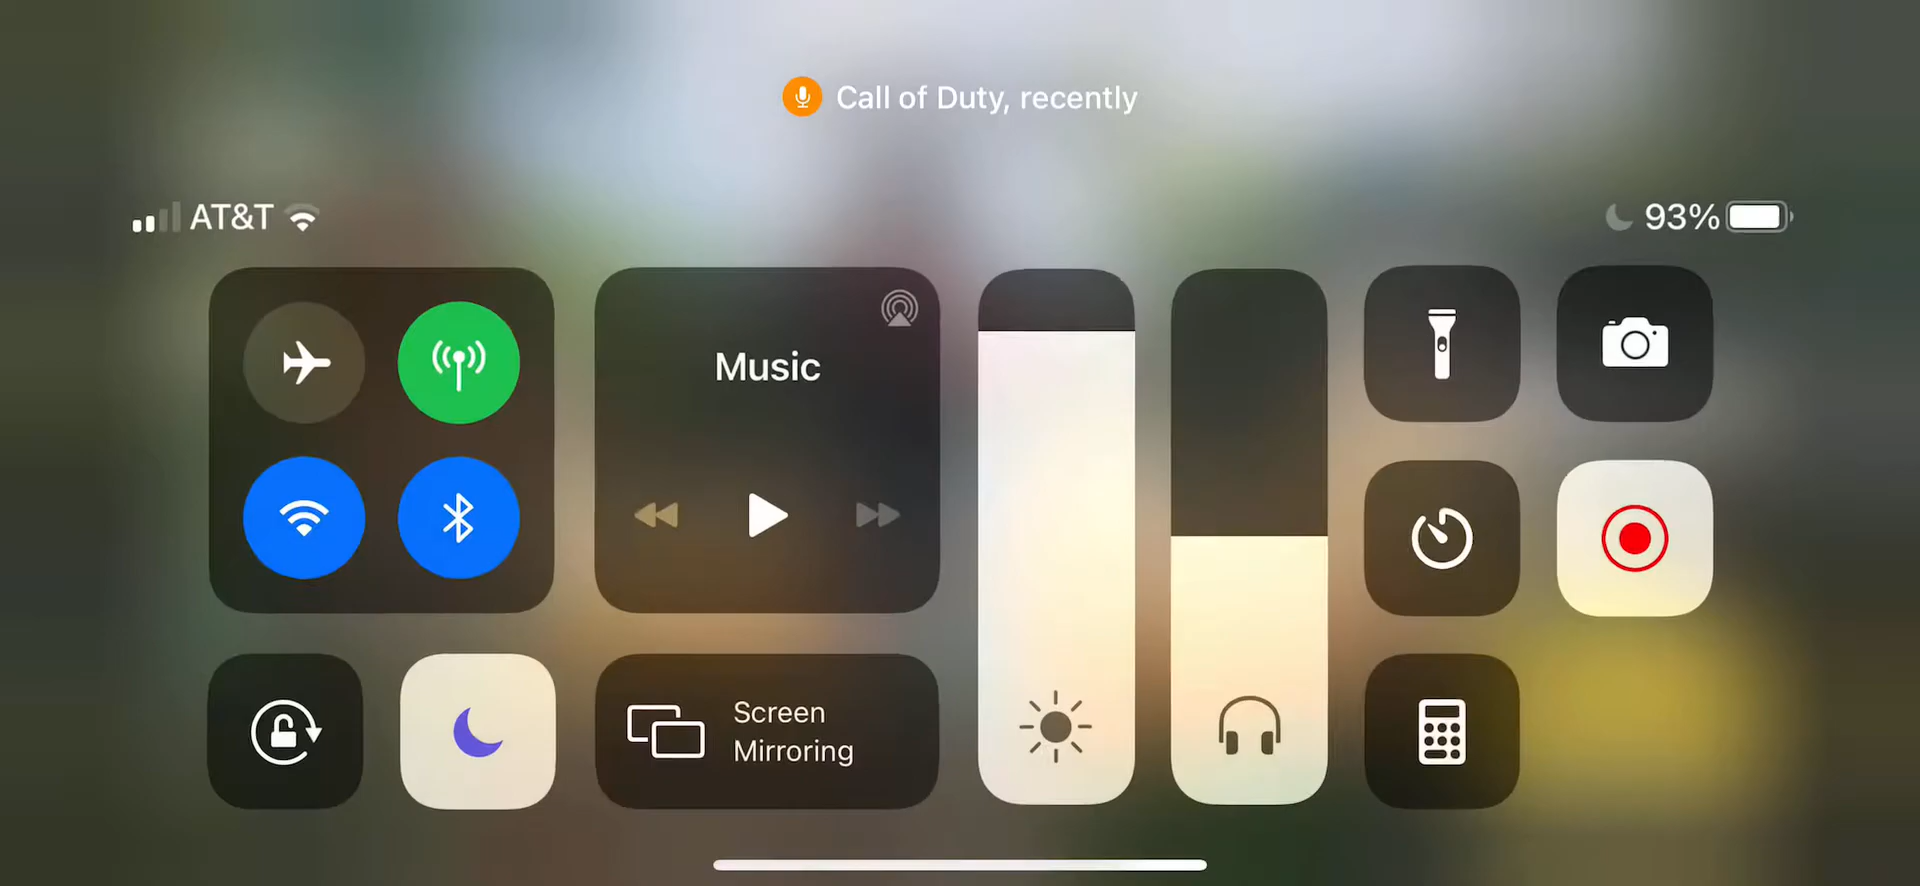 Call of Duty, recently
AT&T
93%
Music
Screen
Mirroring